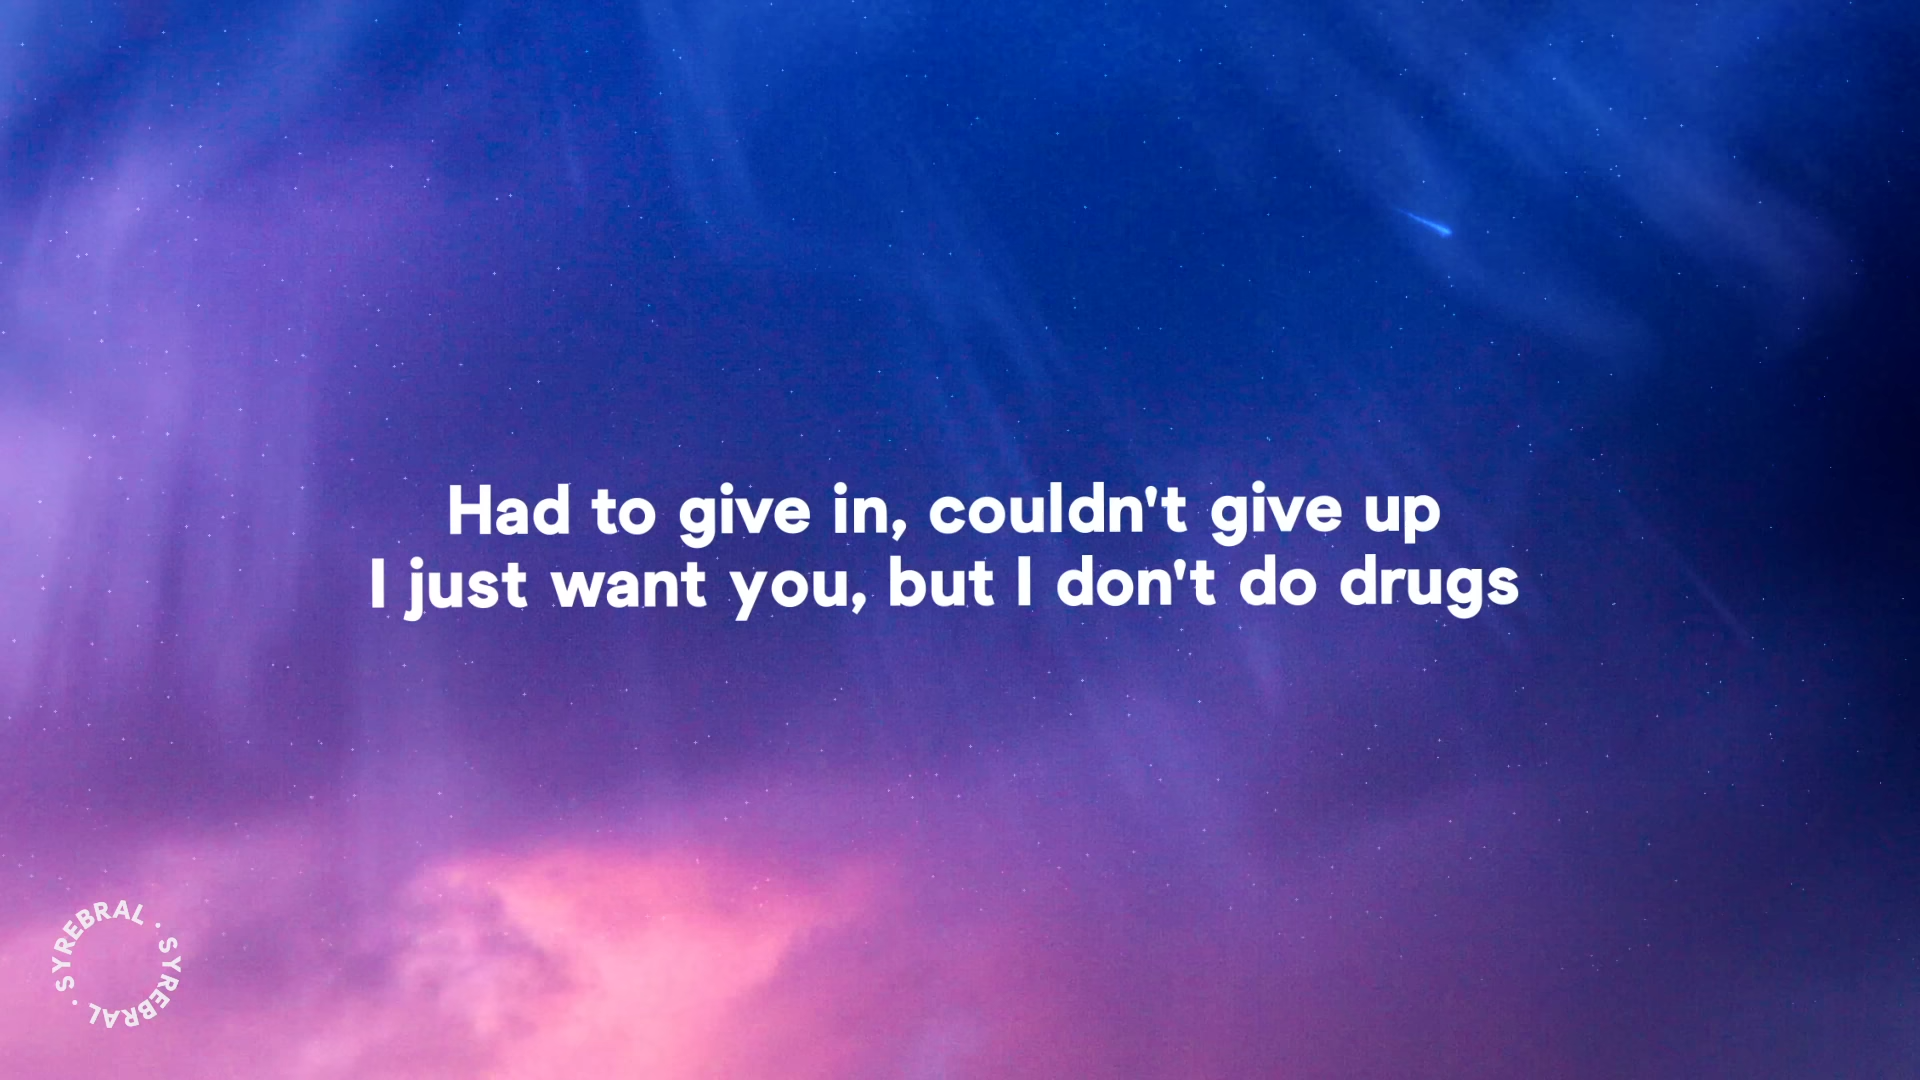 Had to give in, couldn't give up
I just want you, but I don't do drugs
SYREBRAL · SYREBRAL ·